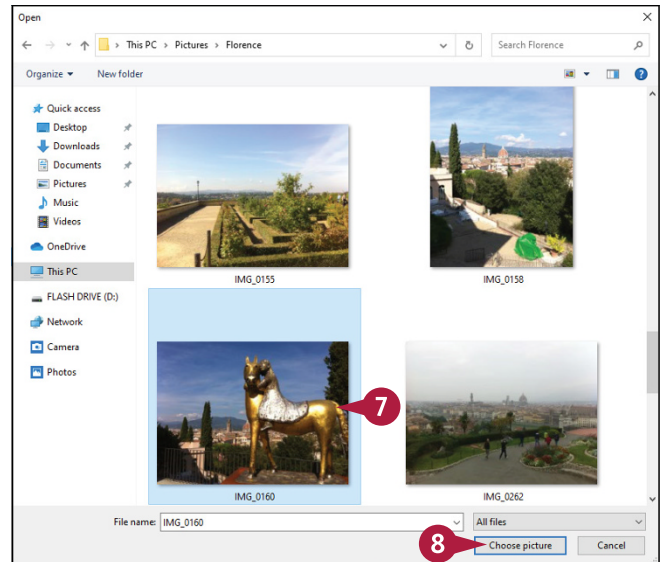 Open
This PC > Pictures > Florence
Search Florence
Organize
New folder
Quick access
Desktop
Downloads
Documents
Pictures
Music
Videos
OneDrive
This PC
FLASH DRIVE (D:)
Network
Camera
Photos
IMG_0155
IMG_0158
7
IMG_0160
IMG_0262
File name: IMG_0160
All files
8
Choose picture
Cancel